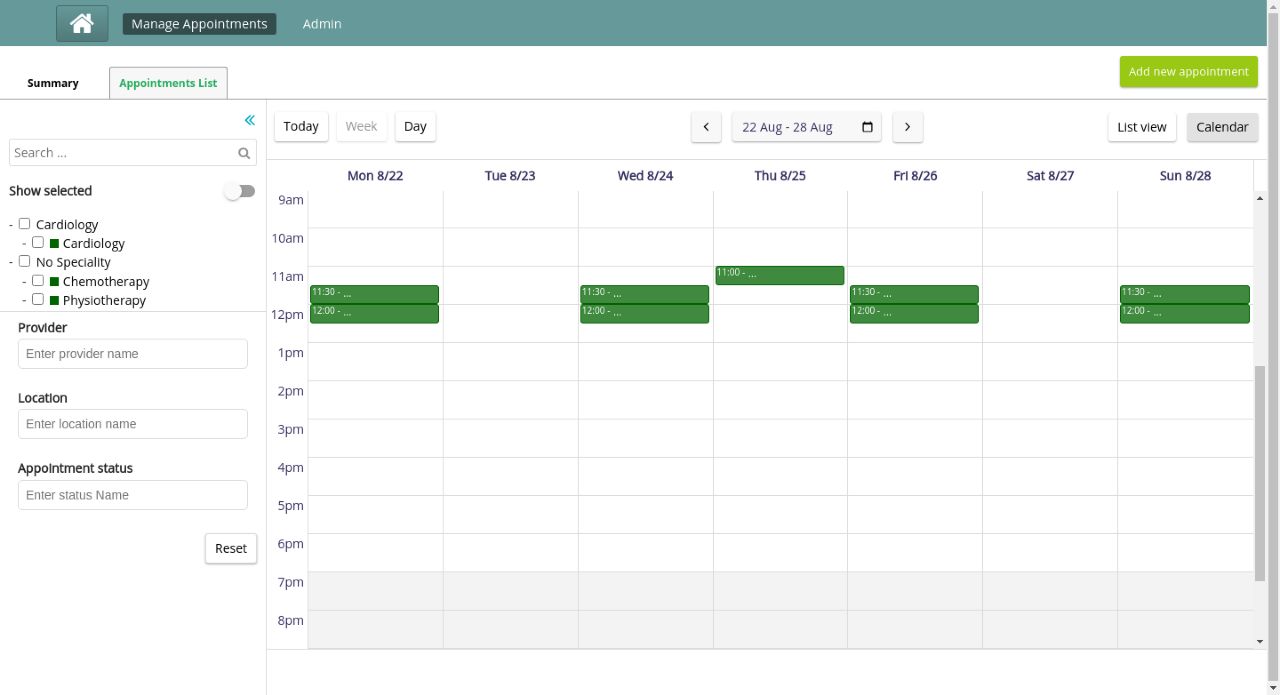 Manage Appointments
Admin
Summary
Appointments List
Add new appointment
Search ...
Show selected
- Cardiology
- Cardiology
- No Speciality
- Chemotherapy
- Physiotherapy
Provider
Enter provider name
Location
Enter location name
Appointment status
Enter status Name
Reset
Today Week Day
22 Aug - 28 Aug
List view Calendar
Mon 8/22 Tue 8/23 Wed 8/24 Thu 8/25 Fri 8/26 Sat 8/27 Sun 8/28
9am
10am
11am
11:00 - ...
11:30 - ... 11:30 - ... 11:30 - ... 11:30 - ...
12pm
12:00 - ... 12:00 - ... 12:00 - ... 12:00 - ...
1pm
2pm
3pm
4pm
5pm
6pm
7pm
8pm